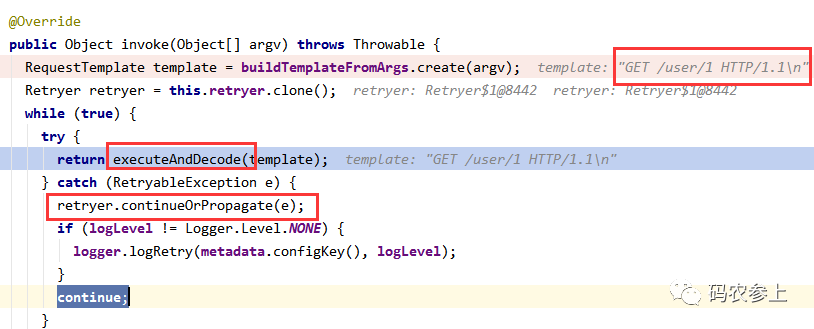 @Override
public Object invoke(Object[] argv) throws Throwable {
RequestTemplate template = buildTemplateFromArgs.create(argv); template: "GET /user/1 HTTP/1.1\n"
Retryer retryer = this.retryer.clone(); retryer: Retryer$1@8442 retryer: Retryer$1@8442
while (true) {
try {
return executeAndDecode(template); template: "GET /user/1 HTTP/1.1\n"
} catch (RetryableException e) {
retryer.continueOrPropagate(e);
if (logLevel != Logger.Level.NONE) {
logger.logRetry(metadata.configKey(), logLevel);
}
continue;
}
码农参上